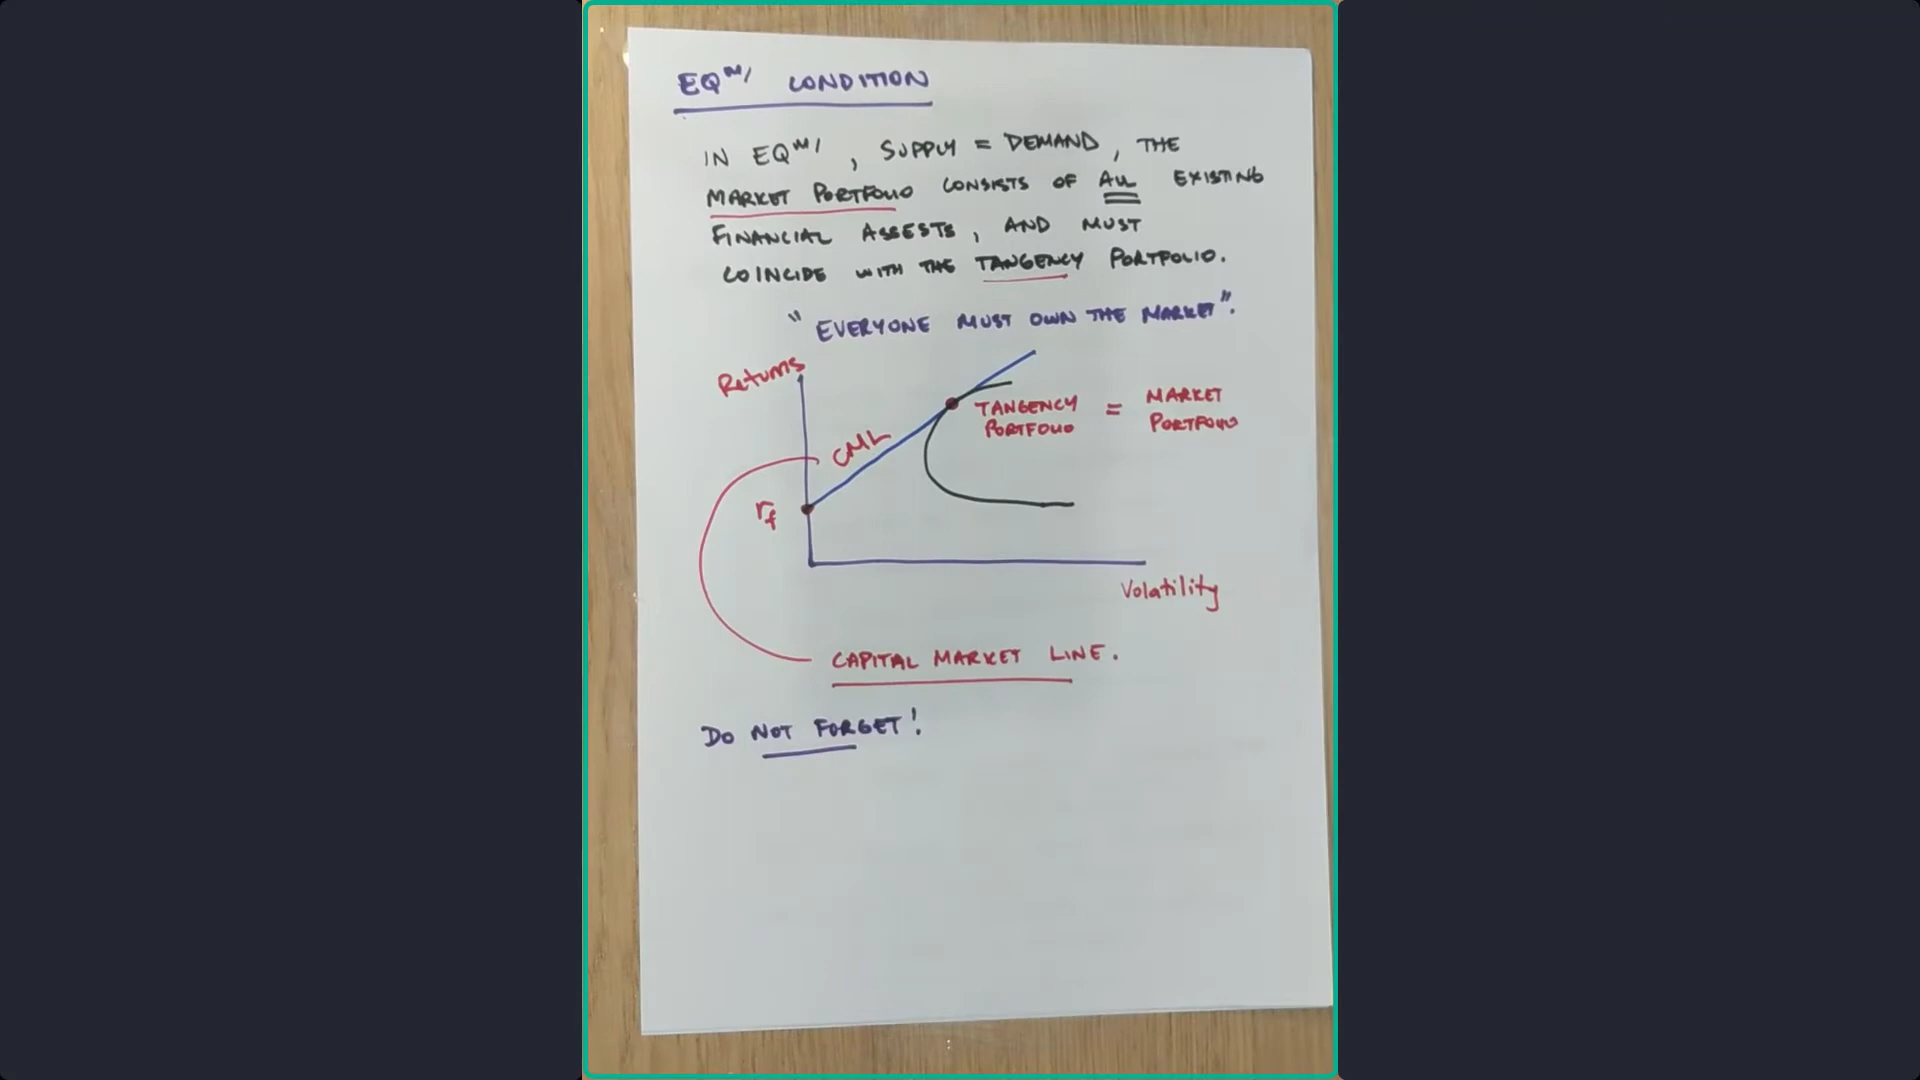 EQᴹ/ CONDITION
IN EQᴹ/, SUPPLY = DEMAND, THE
MARKET PORTFOLIO CONSISTS OF ALL EXISTING
FINANCIAL ASSESTS, AND MUST
COINCIDE WITH THE TANGENCY PORTFOLIO.
"EVERYONE MUST OWN THE MARKET".
Returns
TANGENCY PORTFOLIO = MARKET PORTFOLIO
CML
rf
Volatility
CAPITAL MARKET LINE.
DO NOT FORGET!